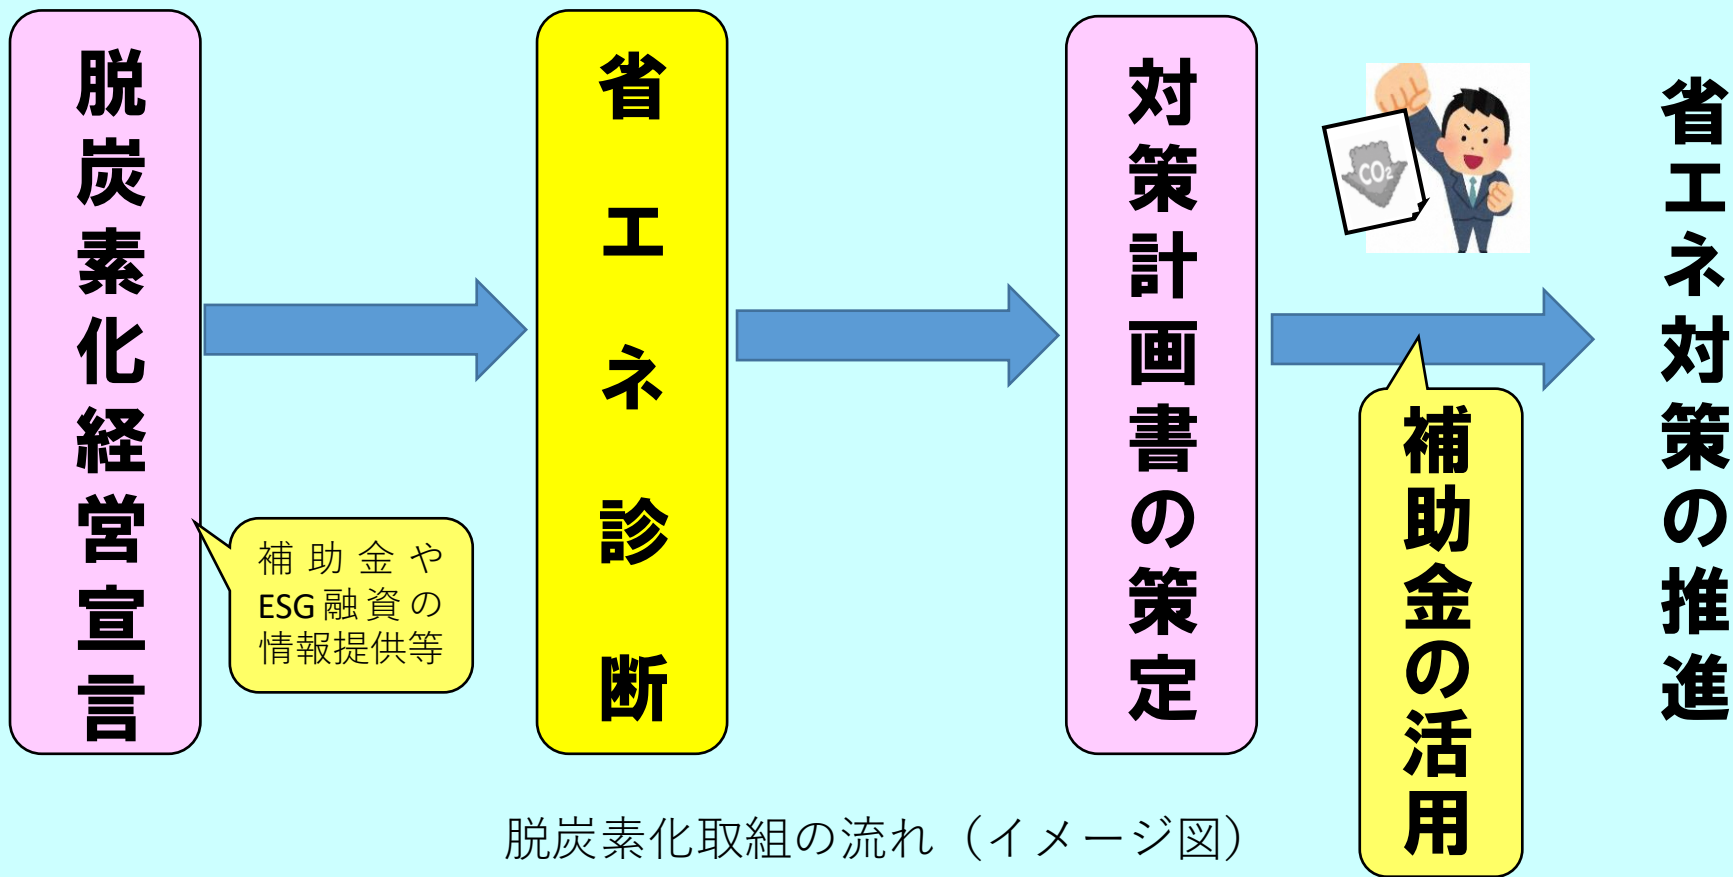 脱炭素化経営宣言
補助金や
ESG融資の
情報提供等
省エネ診断
対策計画書の策定
CO₂
補助金の活用
省エネ対策の推進
脱炭素化取組の流れ（イメージ図）